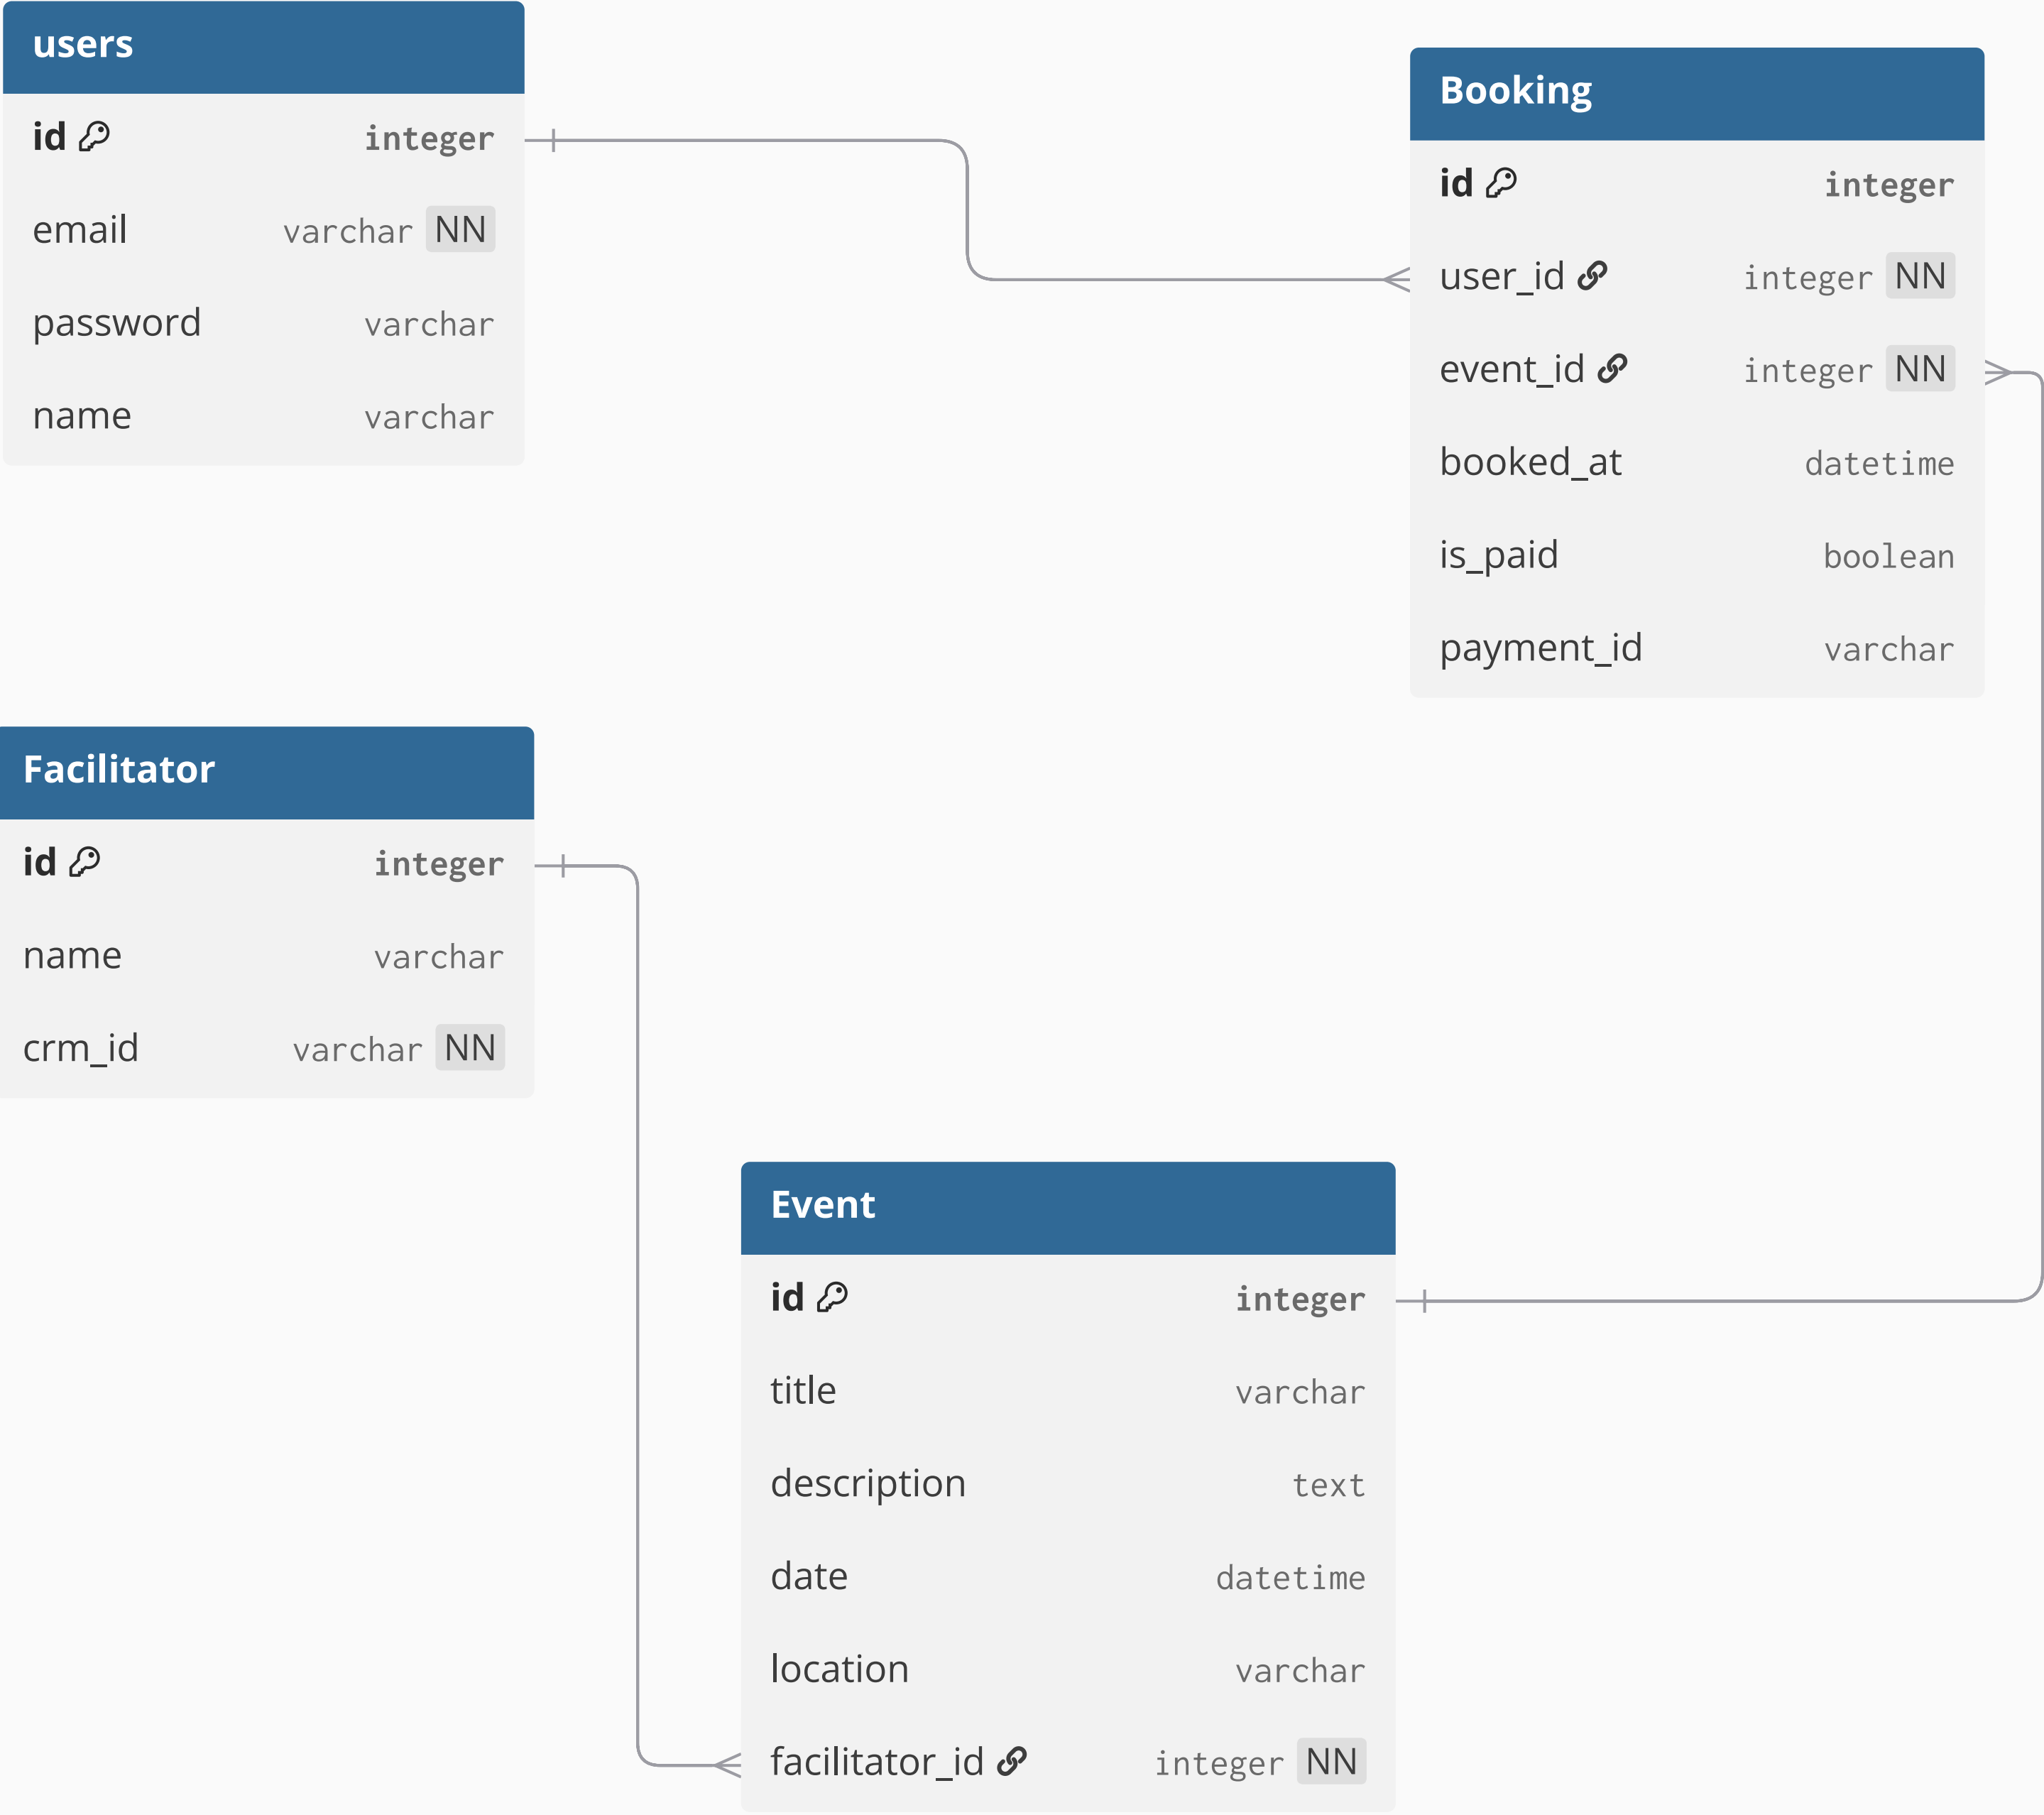 users
id integer
email varchar NN
password varchar
name varchar
Booking
id integer
user_id integer NN
event_id integer NN
booked_at datetime
is_paid boolean
payment_id varchar
Facilitator
id integer
name varchar
crm_id varchar NN
Event
id integer
title varchar
description text
date datetime
location varchar
facilitator_id integer NN